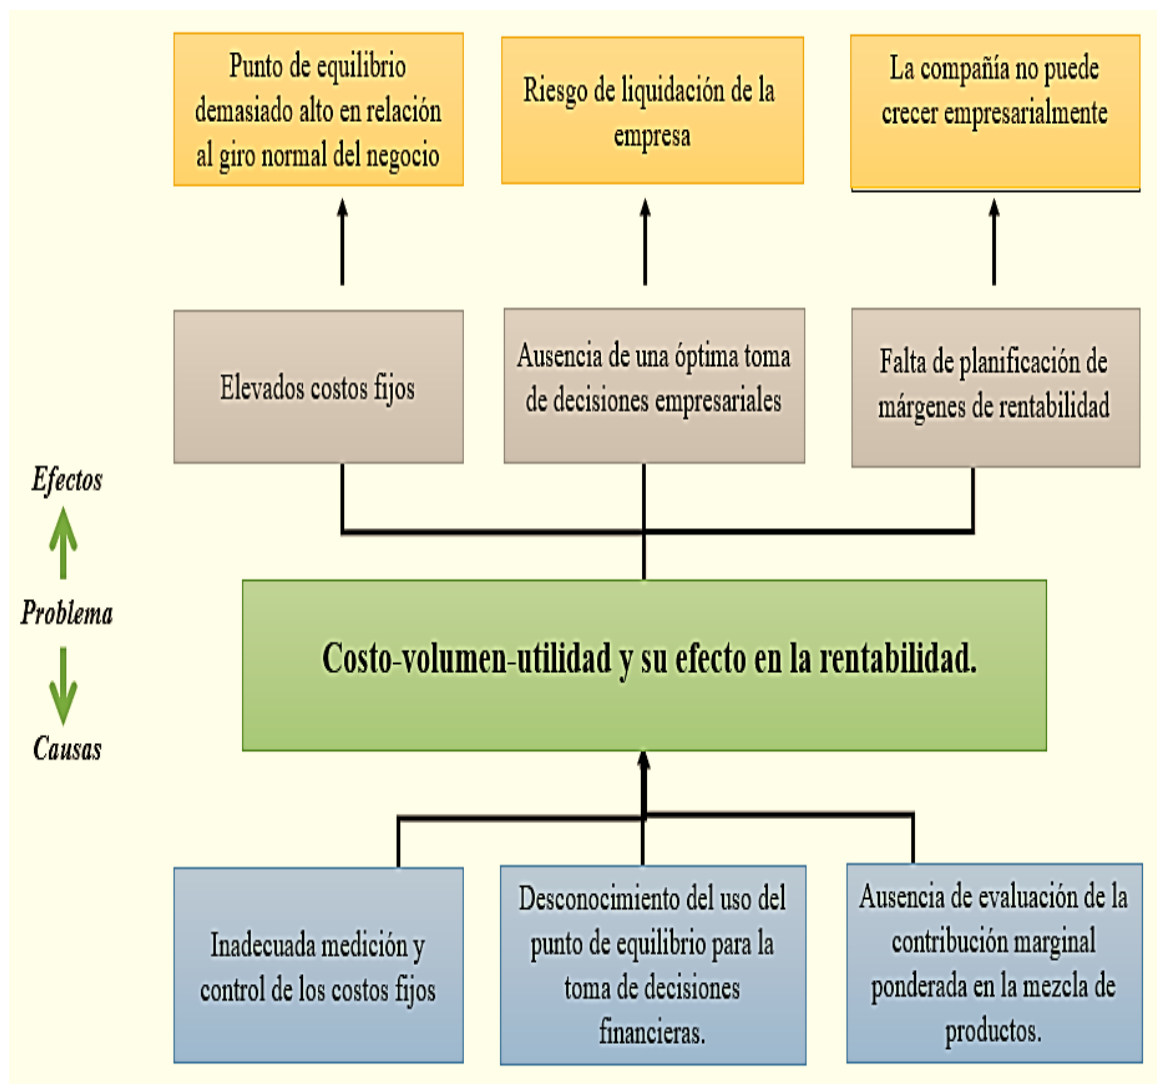 Punto de equilibrio
demasiado alto en relación
al giro normal del negocio
Riesgo de liquidación de la
empresa
La compañía no puede
crecer empresarialmente
Elevados costos fijos
Ausencia de una óptima toma
de decisiones empresariales
Falta de planificación de
márgenes de rentabilidad
Efectos
Problema
Causas
Costo-volumen-utilidad y su efecto en la rentabilidad.
Inadecuada medición y
control de los costos fijos
Desconocimiento del uso del
punto de equilibrio para la
toma de decisiones
financieras.
Ausencia de evaluación de la
contribución marginal
ponderada en la mezcla de
productos.